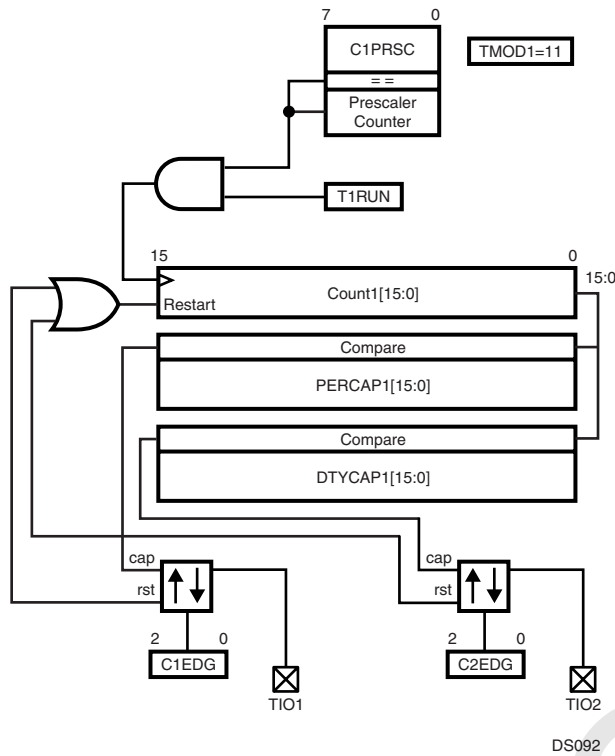 7 0
C1PRSC
TMOD1=11
= =
Prescaler
Counter
T1RUN
15 0
15:0
Count1[15:0]
Restart
Compare
PERCAP1[15:0]
Compare
DTYCAP1[15:0]
cap cap
rst rst
2 0 2 0
C1EDG C2EDG
TIO1 TIO2
DS092